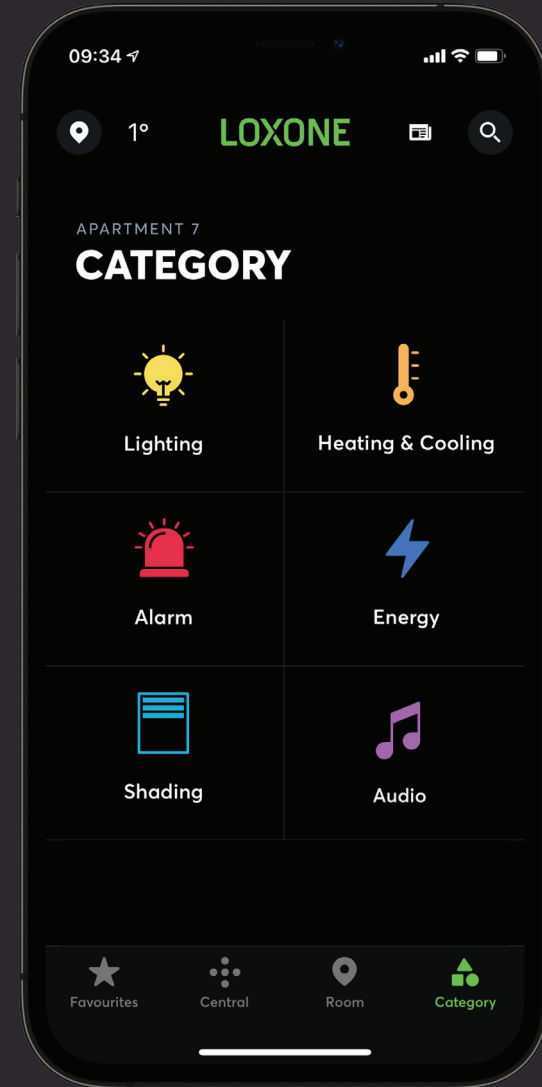 09:34
1°
LOXONE
APARTMENT 7
CATEGORY
Lighting
Heating & Cooling
Alarm
Energy
Shading
Audio
Favourites
Central
Room
Category